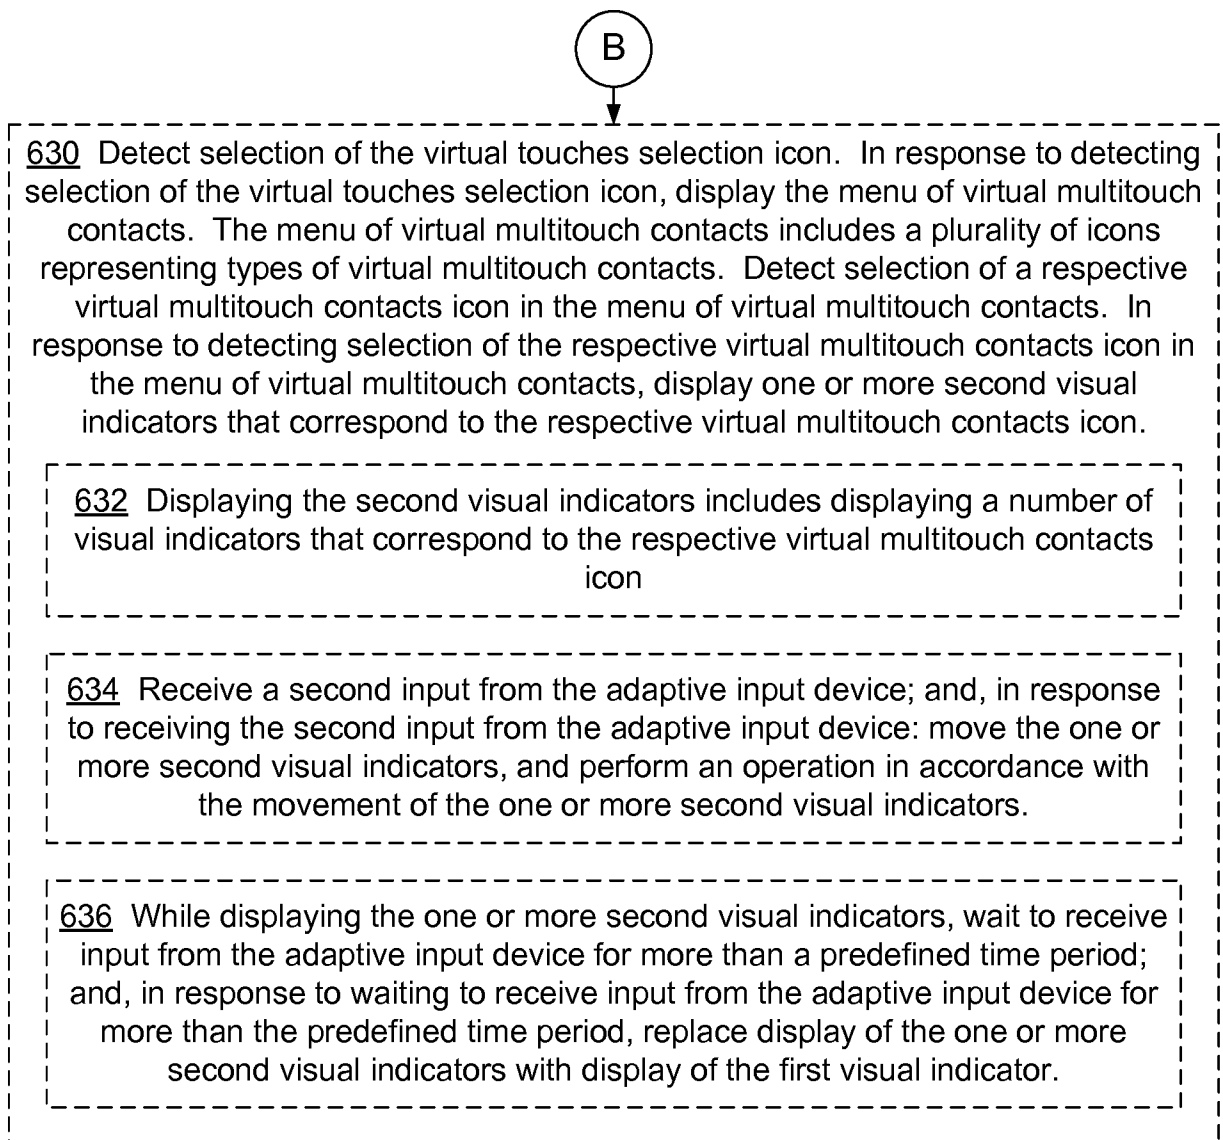 B
630 Detect selection of the virtual touches selection icon. In response to detecting
selection of the virtual touches selection icon, display the menu of virtual multitouch
contacts. The menu of virtual multitouch contacts includes a plurality of icons
representing types of virtual multitouch contacts. Detect selection of a respective
virtual multitouch contacts icon in the menu of virtual multitouch contacts. In
response to detecting selection of the respective virtual multitouch contacts icon in
the menu of virtual multitouch contacts, display one or more second visual
indicators that correspond to the respective virtual multitouch contacts icon.
632 Displaying the second visual indicators includes displaying a number of
visual indicators that correspond to the respective virtual multitouch contacts
icon
634 Receive a second input from the adaptive input device; and, in response
to receiving the second input from the adaptive input device: move the one or
more second visual indicators, and perform an operation in accordance with
the movement of the one or more second visual indicators.
636 While displaying the one or more second visual indicators, wait to receive
input from the adaptive input device for more than a predefined time period;
and, in response to waiting to receive input from the adaptive input device for
more than the predefined time period, replace display of the one or more
second visual indicators with display of the first visual indicator.